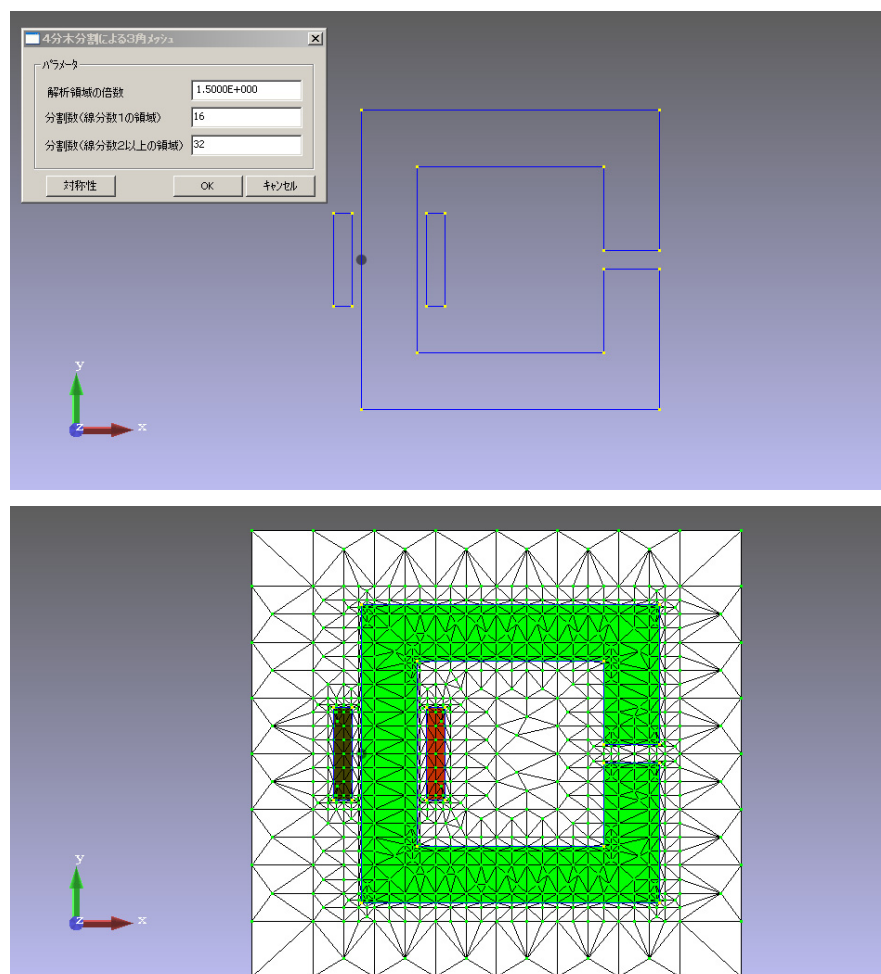 4分木分割による3角メッシュ
パラメータ
解析領域の倍数
1.5000E+000
分割数(線分数1の領域)
16
分割数(線分数2以上の領域)
32
対称性
OK
キャンセル
y
z
x
y
z
x